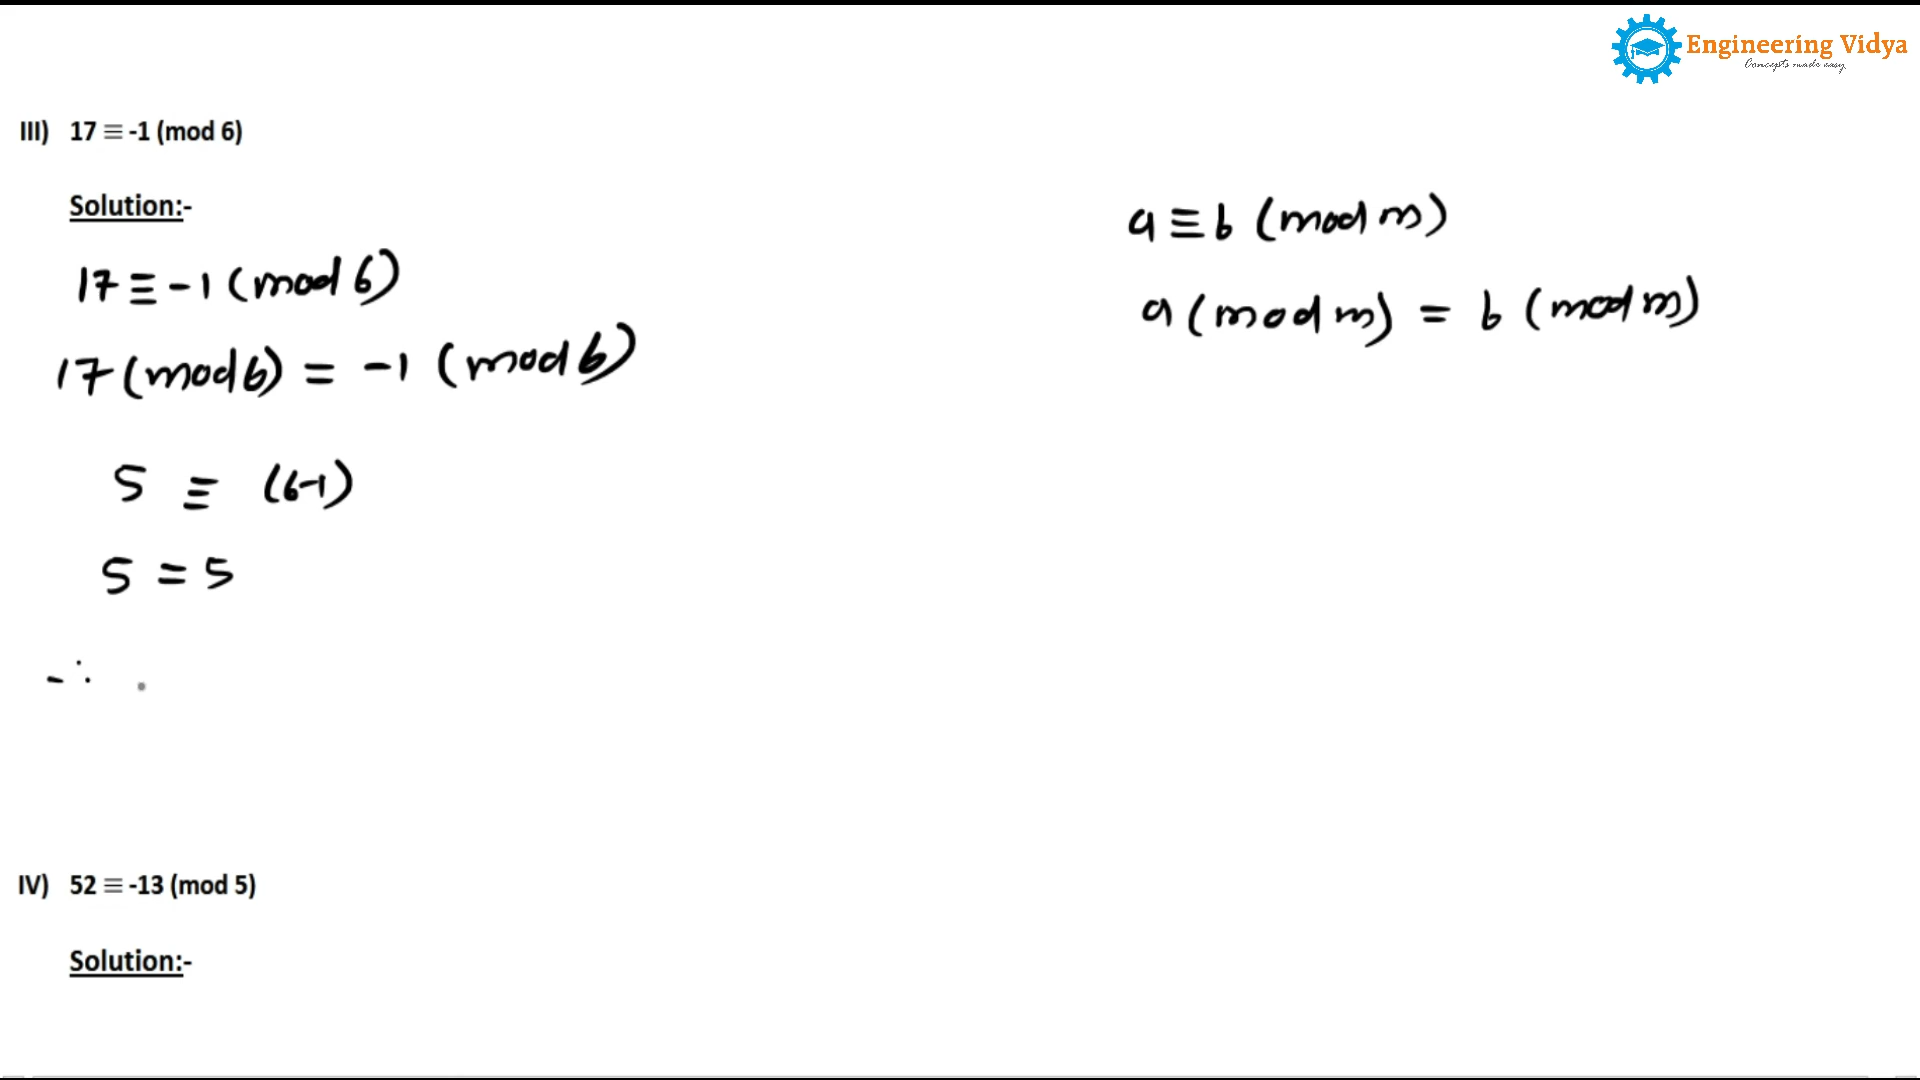 Engineering Vidya
Concepts made easy
III) 17 ≡ -1 (mod 6)
Solution:-
17 ≡ -1 (mod 6)
17 (mod 6) = -1 (mod 6)
5 ≡ (6-1)
5 = 5
∴
a ≡ b (mod m)
a (mod m) = b (mod m)
IV) 52 ≡ -13 (mod 5)
Solution:-